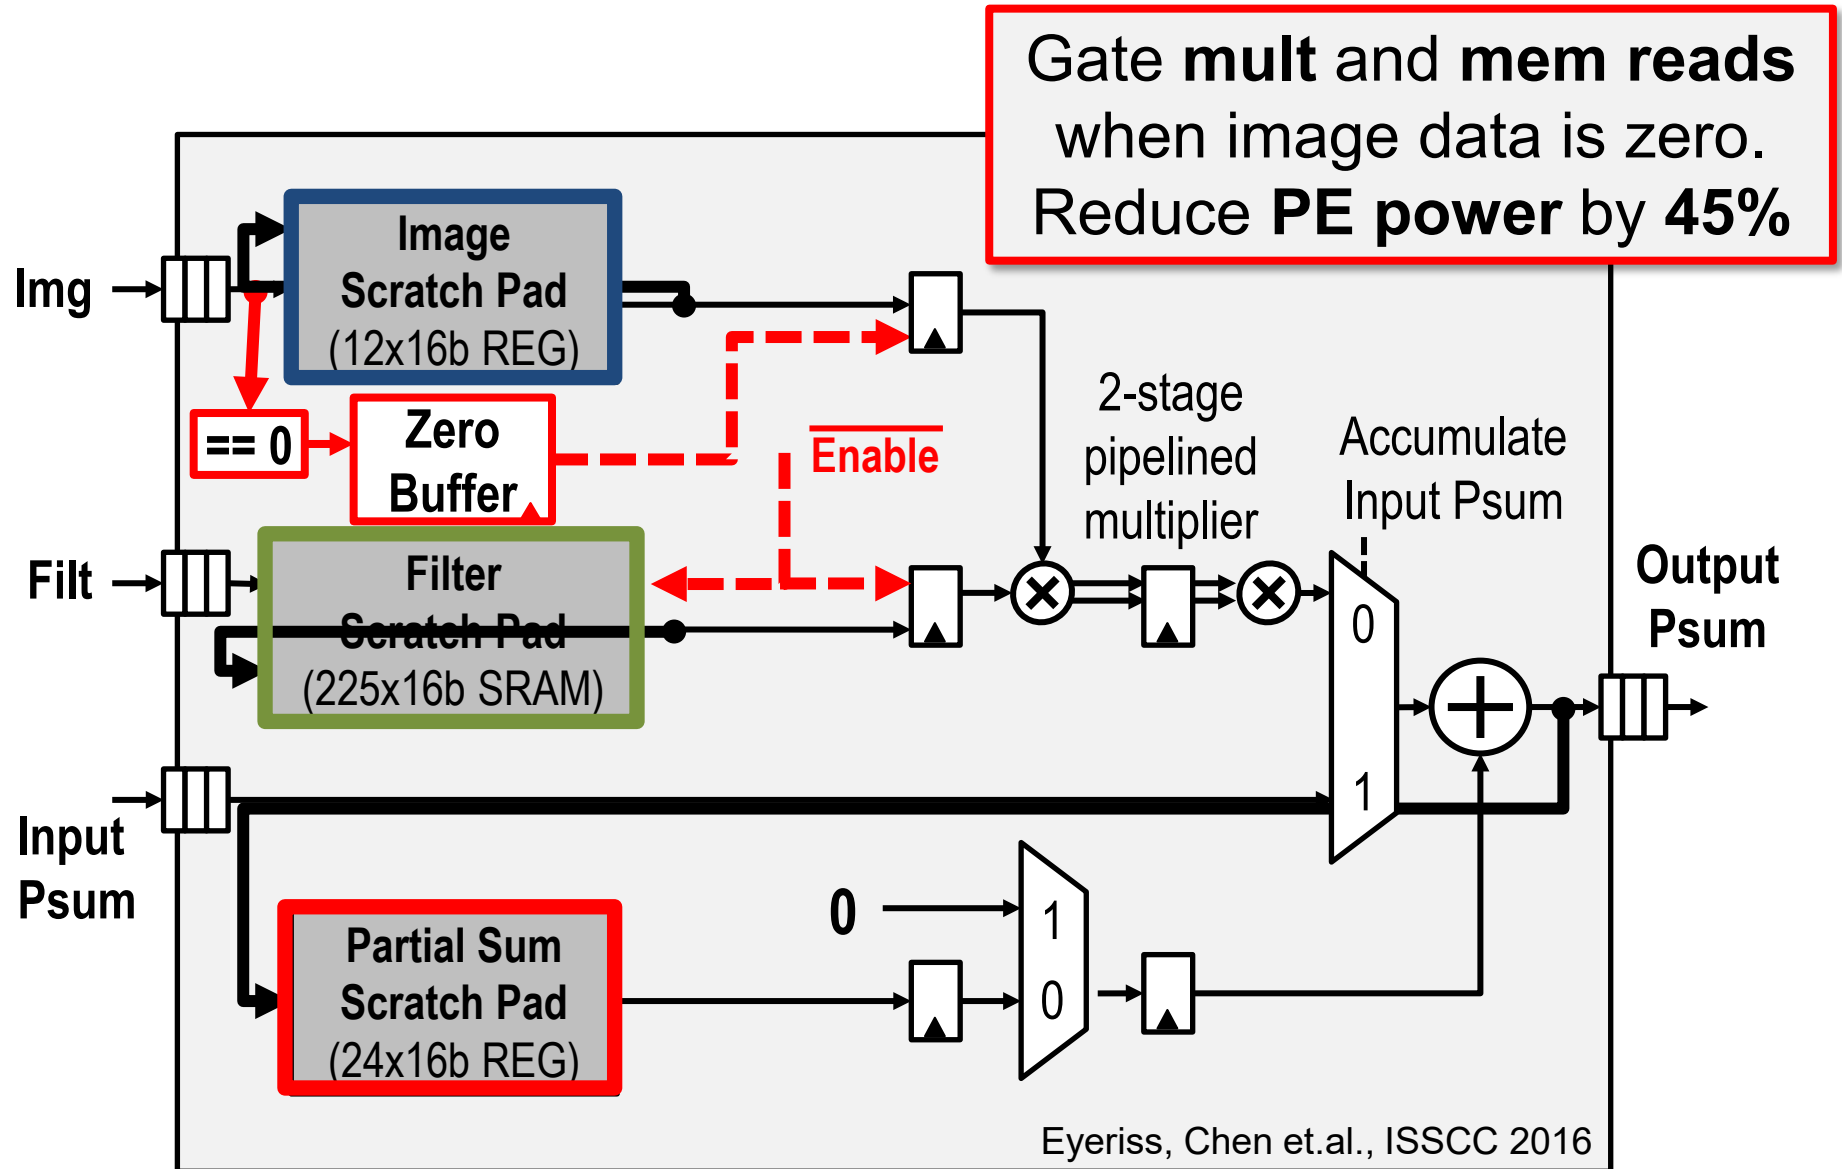 Gate mult and mem reads
when image data is zero.
Reduce PE power by 45%
Img
Image
Scratch Pad
(12x16b REG)
== 0
Zero
Buffer
Enable
2-stage
pipelined
multiplier
Accumulate
Input Psum
Filt
Filter
Scratch Pad
(225x16b SRAM)
0
1
Output
Psum
Input
Psum
Partial Sum
Scratch Pad
(24x16b REG)
0
1
0
Eyeriss, Chen et.al., ISSCC 2016